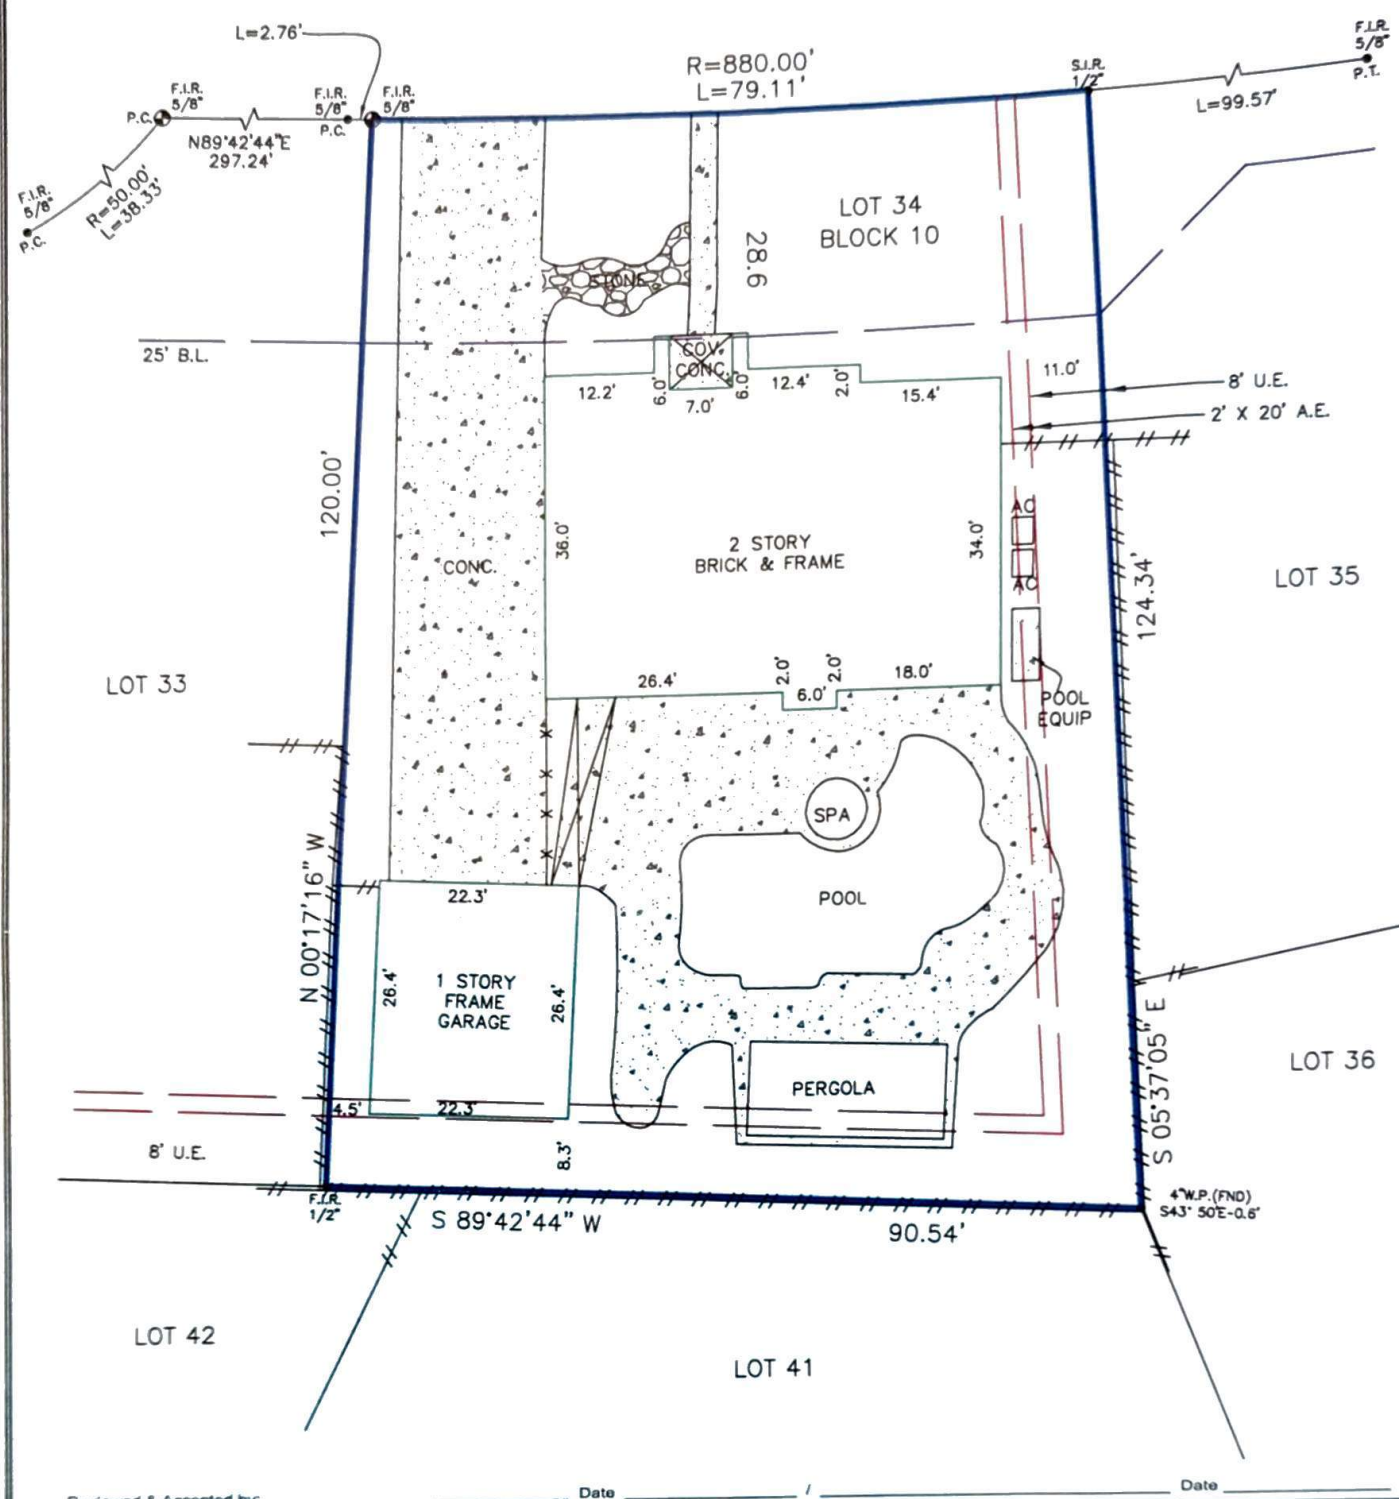 L=2.76'
R=880.00'
L=79.11'
F.I.R.
5/8"
P.T.
S.I.R.
1/2"
L=99.57'
F.I.R.
5/8"
P.C.
F.I.R.
5/8"
P.C.
F.I.R.
5/8"
N89°42'44"E
297.24'
F.I.R.
5/8"
P.C.
R=50.00'
L=38.33'
LOT 34
BLOCK 10
28.6
STONE
25' B.L.
COV.
CONC.
12.2'
6.0'
7.0'
6.0'
12.4'
2.0'
15.4'
11.0'
8' U.E.
2' X 20' A.E.
120.00'
CONC.
36.0'
2 STORY
BRICK & FRAME
34.0'
AC
AC
124.34'
LOT 35
LOT 33
26.4'
2.0'
6.0'
2.0'
18.0'
POOL
EQUIP
SPA
POOL
N 00°17'16" W
22.3'
26.4'
1 STORY
FRAME
GARAGE
26.4'
PERGOLA
S 05°37'05" E
LOT 36
4.5'
22.3'
8' U.E.
8.3'
F.I.R.
1/2"
S 89°42'44" W
90.54'
4"W.P.(FND)
S43° 50'E-0.6'
LOT 42
LOT 41
Date
/
Date